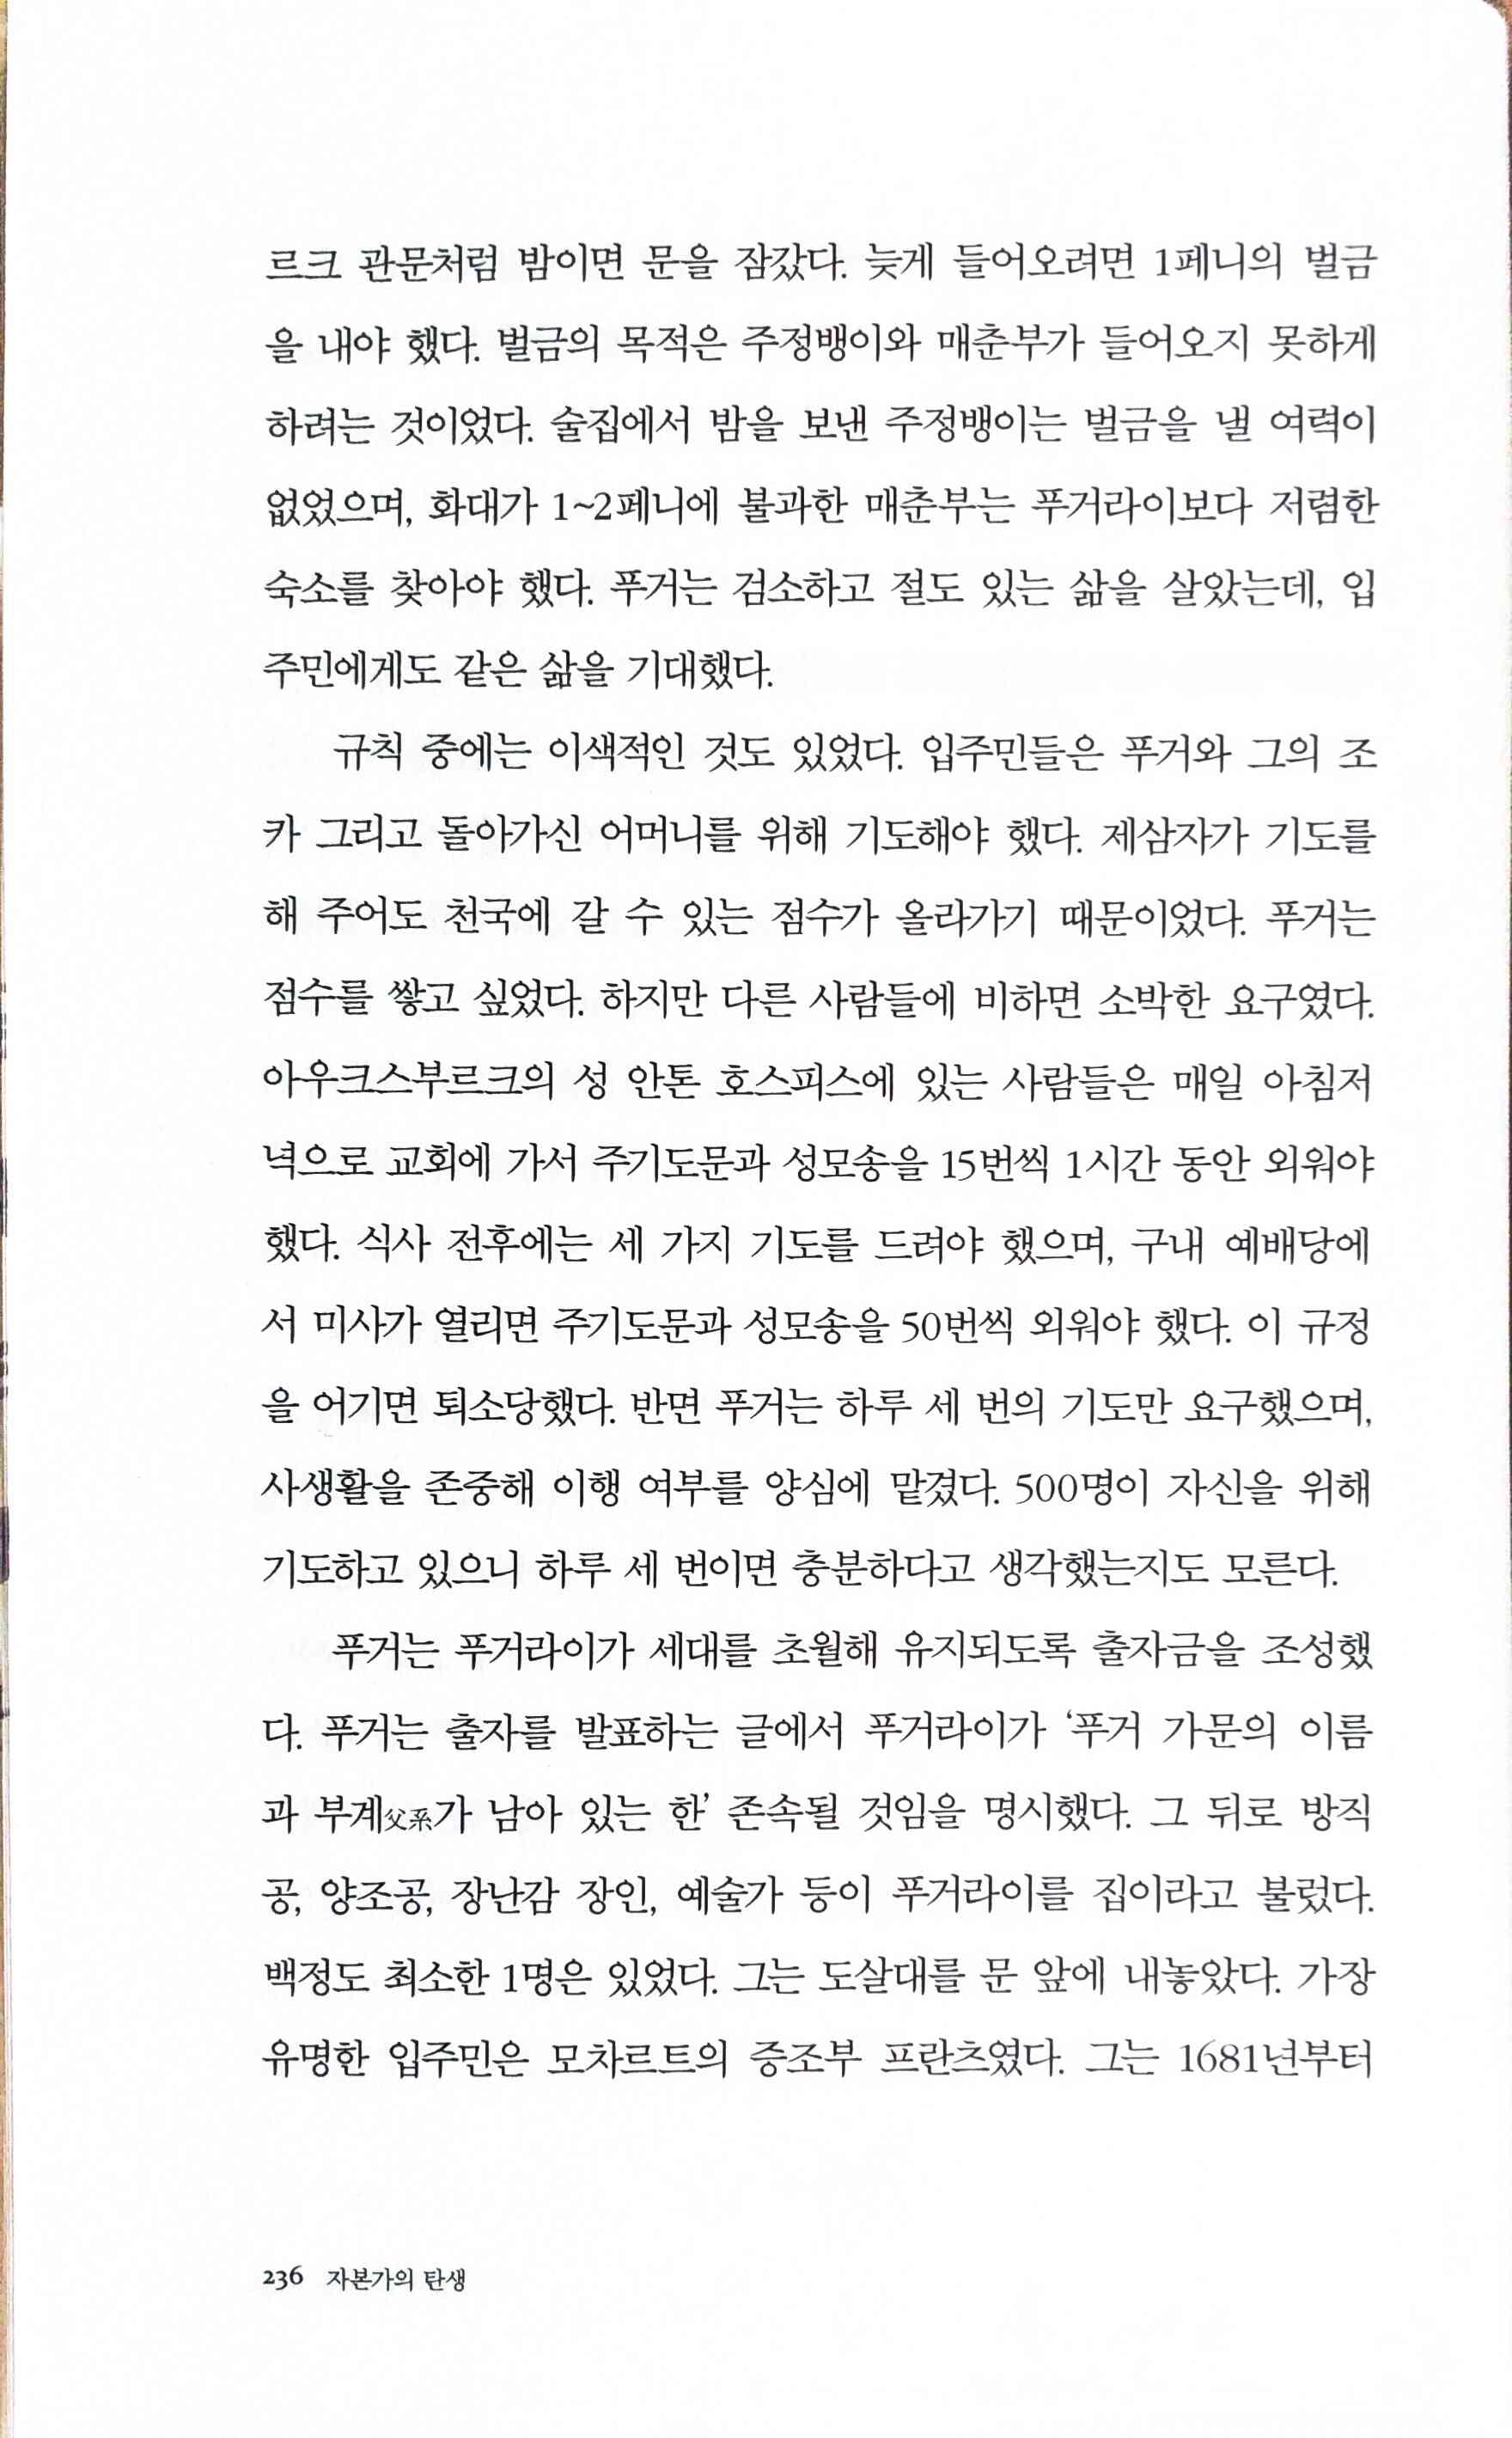 르크 관문처럼 밤이면 문을 잠갔다. 늦게 들어오려면 1페니의 벌금
을 내야 했다. 벌금의 목적은 주정뱅이와 매춘부가 들어오지 못하게
하려는 것이었다. 술집에서 밤을 보낸 주정뱅이는 벌금을 낼 여력이
없었으며, 화대가 1~2페니에 불과한 매춘부는 푸거라이보다 저렴한
숙소를 찾아야 했다. 푸거는 검소하고 절도 있는 삶을 살았는데, 입
주민에게도 같은 삶을 기대했다.
규칙 중에는 이색적인 것도 있었다. 입주민들은 푸거와 그의 조
카 그리고 돌아가신 어머니를 위해 기도해야 했다. 제삼자가 기도를
해 주어도 천국에 갈 수 있는 점수가 올라가기 때문이었다. 푸거는
점수를 쌓고 싶었다. 하지만 다른 사람들에 비하면 소박한 요구였다.
아우크스부르크의 성 안톤 호스피스에 있는 사람들은 매일 아침저
녁으로 교회에 가서 주기도문과 성모송을 15번씩 1시간 동안 외워야
했다. 식사 전후에는 세 가지 기도를 드려야 했으며, 구내 예배당에
서 미사가 열리면 주기도문과 성모송을 50번씩 외워야 했다. 이 규정
을 어기면 퇴소당했다. 반면 푸거는 하루 세 번의 기도만 요구했으며,
사생활을 존중해 이행 여부를 양심에 맡겼다. 500명이 자신을 위해
기도하고 있으니 하루 세 번이면 충분하다고 생각했는지도 모른다.
푸거는 푸거라이가 세대를 초월해 유지되도록 출자금을 조성했
다. 푸거는 출자를 발표하는 글에서 푸거라이가 ‘푸거 가문의 이름
과 부계父系가 남아 있는 한’ 존속될 것임을 명시했다. 그 뒤로 방직
공, 양조공, 장난감 장인, 예술가 등이 푸거라이를 집이라고 불렀다.
백정도 최소한 1명은 있었다. 그는 도살대를 문 앞에 내놓았다. 가장
유명한 입주민은 모차르트의 증조부 프란츠였다. 그는 1681년부터
236 자본가의 탄생